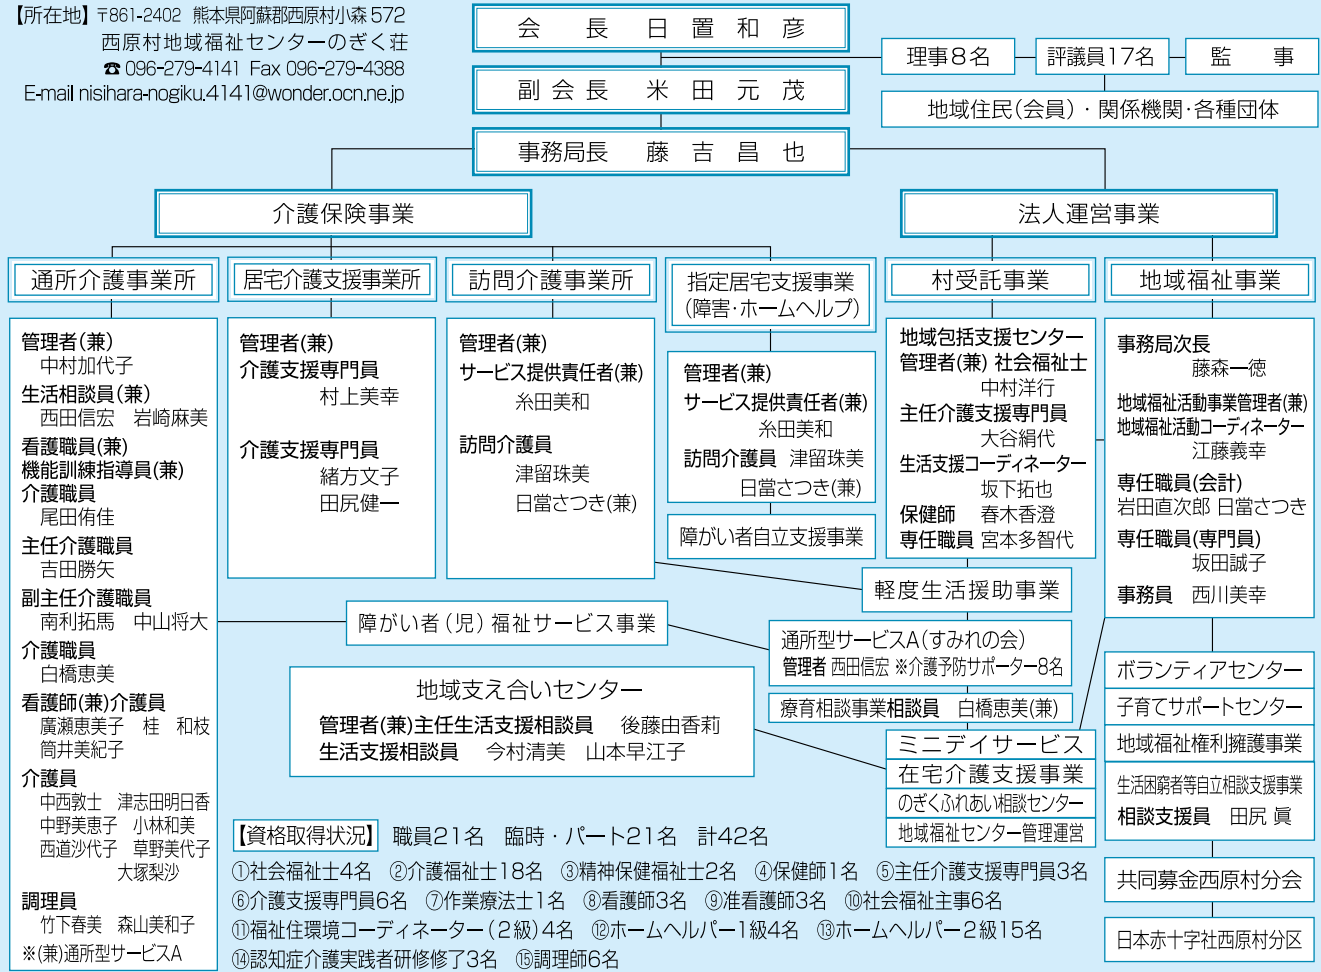 【所在地】〒861-2402 熊本県阿蘇郡西原村小森572
西原村地域福祉センターのぎく荘
☎ 096-279-4141 Fax 096-279-4388
E-mail nisihara-nogiku.4141@wonder.ocn.ne.jp
会長 日置和彦
理事8名 評議員17名 監事
副会長 米田元茂
地域住民(会員)・関係機関・各種団体
事務局長 藤吉昌也
介護保険事業
法人運営事業
通所介護事業所
管理者(兼)
中村加代子
生活相談員(兼)
西田信宏 岩崎麻美
看護職員(兼)
機能訓練指導員(兼)
介護職員
尾田侑佳
主任介護職員
吉田勝矢
副主任介護職員
南利拓馬 中山将大
介護職員
白橋恵美
看護師(兼)介護員
廣瀬恵美子 桂 和枝
筒井美紀子
介護員
中西敦士 津志田明日香
中野美恵子 小林和美
西道沙代子 草野美代子
大塚梨沙
調理員
竹下春美 森山美和子
※(兼)通所型サービスA
居宅介護支援事業所
管理者(兼)
介護支援専門員
村上美幸
介護支援専門員
緒方文子
田尻健一
訪問介護事業所
管理者(兼)
サービス提供責任者(兼)
糸田美和
訪問介護員
津留珠美
日當さつき(兼)
指定居宅支援事業
(障害・ホームヘルプ)
管理者(兼)
サービス提供責任者(兼)
糸田美和
訪問介護員 津留珠美
日當さつき(兼)
障がい者自立支援事業
村受託事業
地域包括支援センター
管理者(兼) 社会福祉士
中村洋行
主任介護支援専門員
大谷絹代
生活支援コーディネーター
坂下拓也
保健師 春木香澄
専任職員 宮本多智代
地域福祉事業
事務局次長
藤森一徳
地域福祉活動事業管理者(兼)
地域福祉活動コーディネーター
江藤義幸
専任職員(会計)
岩田直次郎 日當さつき
専任職員(専門員)
坂田誠子
事務員 西川美幸
軽度生活援助事業
障がい者(児)福祉サービス事業
通所型サービスA(すみれの会)
管理者 西田信宏 ※介護予防サポーター8名
療育相談事業相談員 白橋恵美(兼)
地域支え合いセンター
管理者(兼)主任生活支援相談員 後藤由香莉
生活支援相談員 今村清美 山本早江子
ミニデイサービス
在宅介護支援事業
のぎくふれあい相談センター
地域福祉センター管理運営
ボランティアセンター
子育てサポートセンター
地域福祉権利擁護事業
生活困窮者等自立相談支援事業
相談支援員 田尻 眞
共同募金西原村分会
日本赤十字社西原村分区
【資格取得状況】 職員21名 臨時・パート21名 計42名
①社会福祉士4名 ②介護福祉士18名 ③精神保健福祉士2名 ④保健師1名 ⑤主任介護支援専門員3名
⑥介護支援専門員6名 ⑦作業療法士1名 ⑧看護師3名 ⑨准看護師3名 ⑩社会福祉主事6名
⑪福祉住環境コーディネーター(2級)4名 ⑫ホームヘルパー1級4名 ⑬ホームヘルパー2級15名
⑭認知症介護実践者研修修了3名 ⑮調理師6名